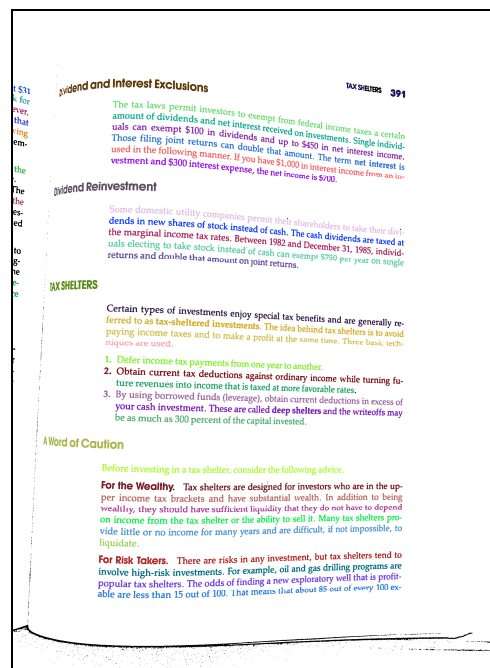 TAX SHELTERS 391
t $31
k for
ever,
that
ving
em-
the
The
the
es-
ed
to
g-
he
e-
re
Dividend and Interest Exclusions
The tax laws permit investors to exempt from federal income taxes a certain
amount of dividends and net interest received on investments. Single individ-
uals can exempt $100 in dividends and up to $450 in net interest income.
Those filing joint returns can double that amount. The term net interest is
used in the following manner. If you have $1,000 in interest income from an in-
vestment and $300 interest expense, the net income is $700.
Dividend Reinvestment
Some domestic utility companies permit their shareholders to take their divi-
dends in new shares of stock instead of cash. The cash dividends are taxed at
the marginal income tax rates. Between 1982 and December 31, 1985, individ-
uals electing to take stock instead of cash can exempt $750 per year on single
returns and double that amount on joint returns.
TAX SHELTERS
Certain types of investments enjoy special tax benefits and are generally re-
ferred to as tax-sheltered investments. The idea behind tax shelters is to avoid
paying income taxes and to make a profit at the same time. Three basic tech-
niques are used.
1. Defer income tax payments from one year to another.
2. Obtain current tax deductions against ordinary income while turning fu-
ture revenues into income that is taxed at more favorable rates.
3. By using borrowed funds (leverage), obtain current deductions in excess of
your cash investment. These are called deep shelters and the writeoffs may
be as much as 300 percent of the capital invested.
A Word of Caution
Before investing in a tax shelter, consider the following advice.
For the Wealthy. Tax shelters are designed for investors who are in the up-
per income tax brackets and have substantial wealth. In addition to being
wealthy, they should have sufficient liquidity that they do not have to depend
on income from the tax shelter or the ability to sell it. Many tax shelters pro-
vide little or no income for many years and are difficult, if not impossible, to
liquidate.
For Risk Takers. There are risks in any investment, but tax shelters tend to
involve high-risk investments. For example, oil and gas drilling programs are
popular tax shelters. The odds of finding a new exploratory well that is profit-
able are less than 15 out of 100. That means that about 85 out of every 100 ex-